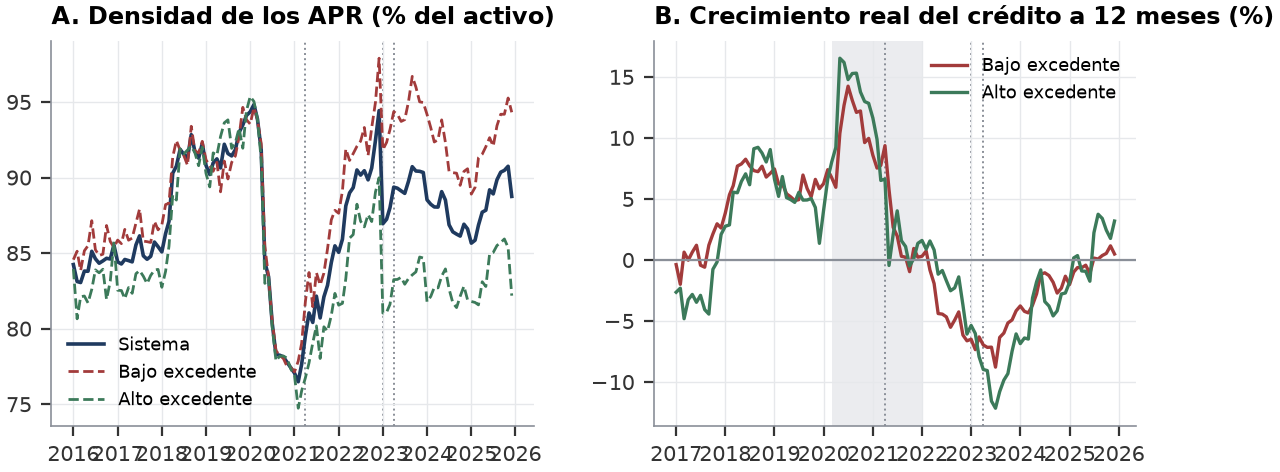 A. Densidad de los APR (% del activo)
95
90
85
80
75
Sistema
Bajo excedente
Alto excedente
2016 2017 2018 2019 2020 2021 2022 2023 2024 2025 2026
B. Crecimiento real del crédito a 12 meses (%)
15
10
5
0
−5
−10
Bajo excedente
Alto excedente
2017 2018 2019 2020 2021 2022 2023 2024 2025 2026